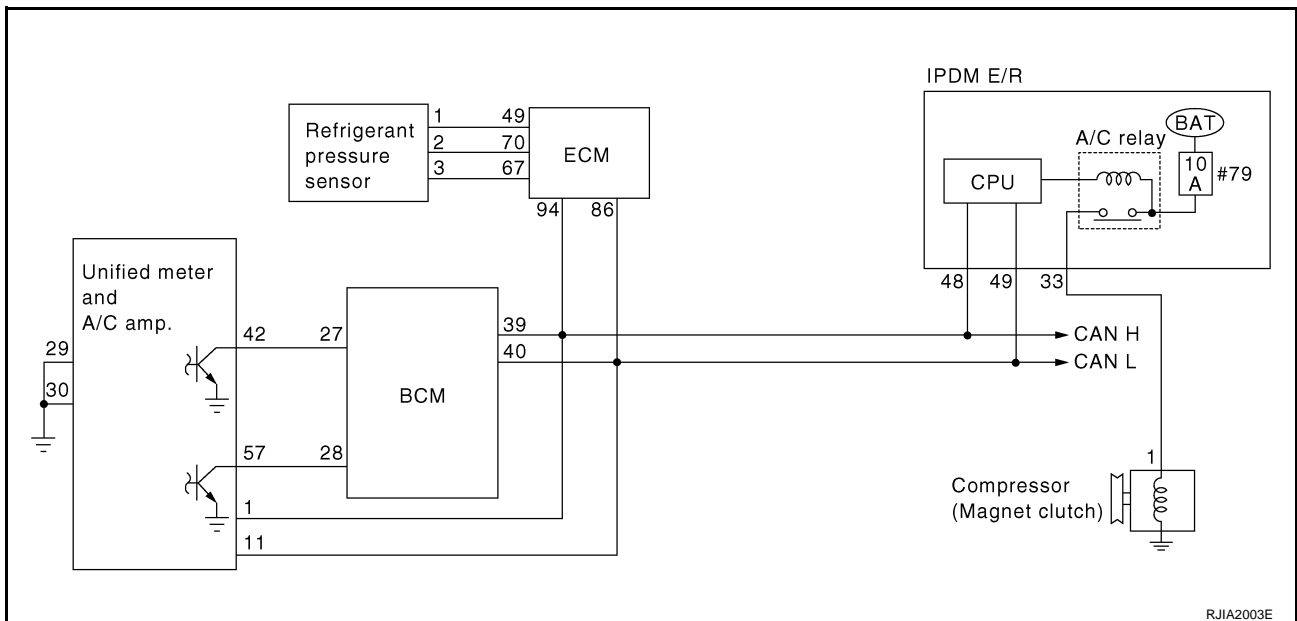 IPDM E/R
BAT
A/C relay
10
A
#79
CPU
Refrigerant
pressure
sensor
1
2
3
49
70
67
ECM
94
86
48
49
33
Unified meter
and
A/C amp.
29
30
42
27
39
40
BCM
57
28
1
11
CAN H
CAN L
1
Compressor
(Magnet clutch)
RJIA2003E